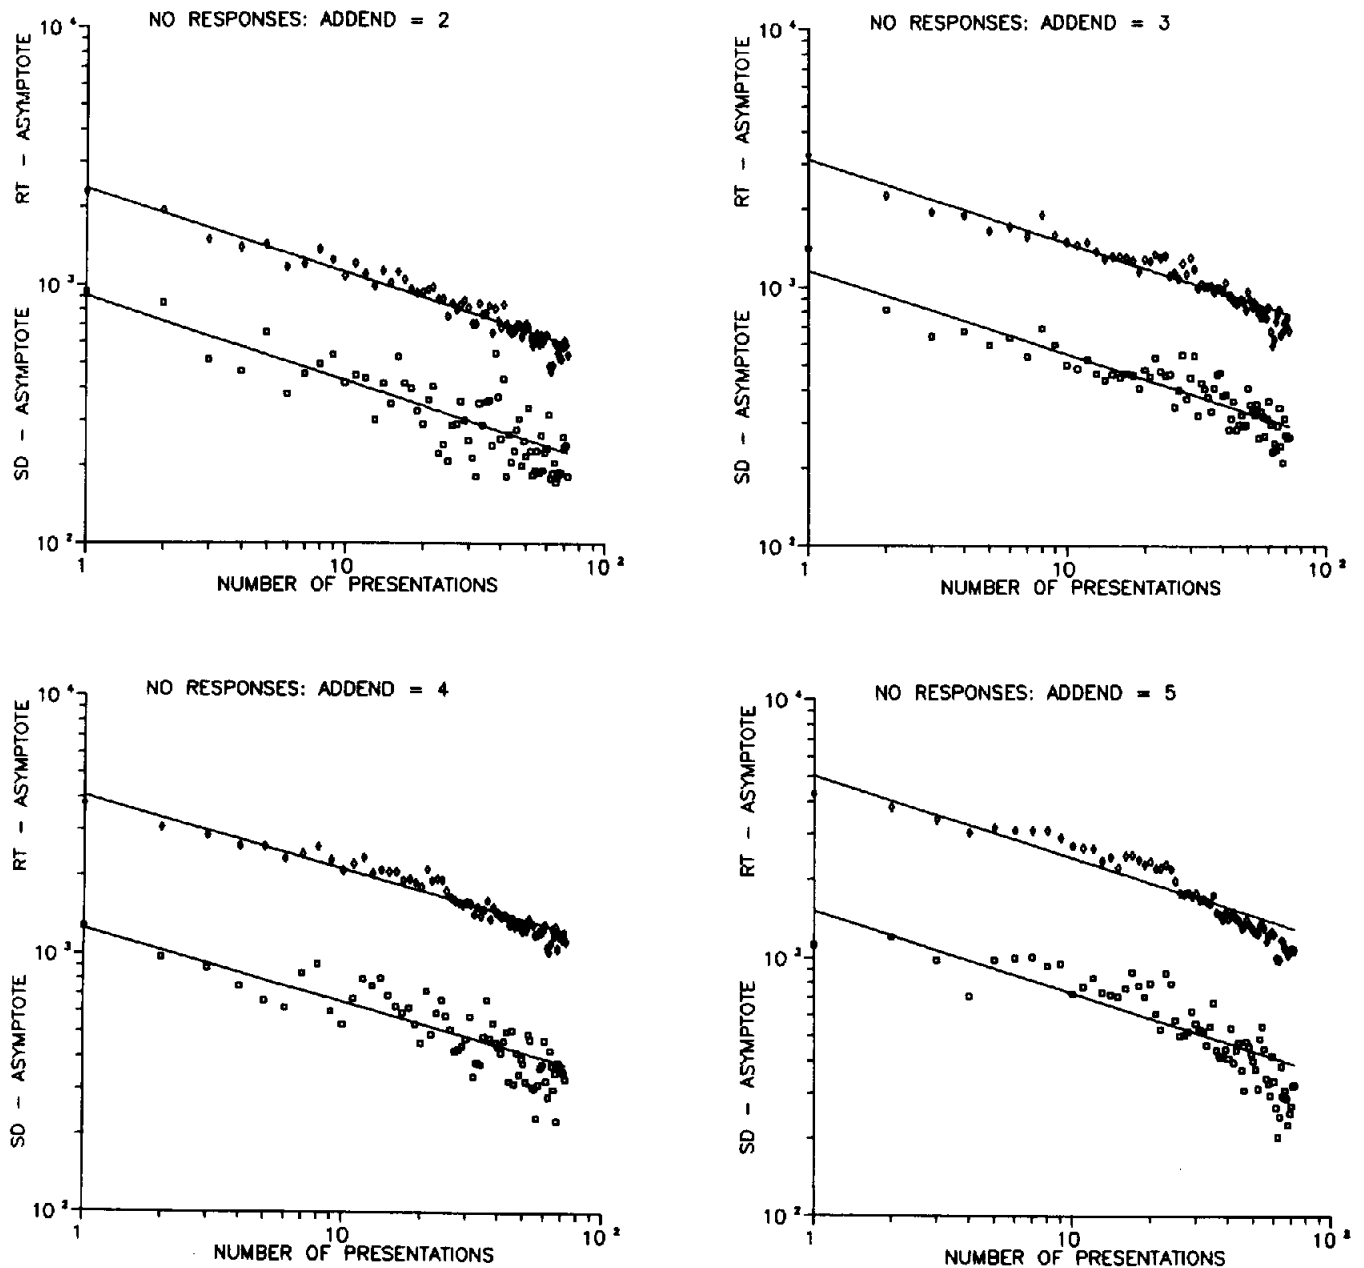 NO RESPONSES: ADDEND = 2
RT - ASYMPTOTE
SD - ASYMPTOTE
10⁴
10³
10²
1
10
10²
NUMBER OF PRESENTATIONS
NO RESPONSES: ADDEND = 3
RT - ASYMPTOTE
SD - ASYMPTOTE
10⁴
10³
10²
1
10
10²
NUMBER OF PRESENTATIONS
NO RESPONSES: ADDEND = 4
RT - ASYMPTOTE
SD - ASYMPTOTE
10⁴
10³
10²
1
10
10²
NUMBER OF PRESENTATIONS
NO RESPONSES: ADDEND = 5
RT - ASYMPTOTE
SD - ASYMPTOTE
10⁴
10³
10²
1
10
10²
NUMBER OF PRESENTATIONS